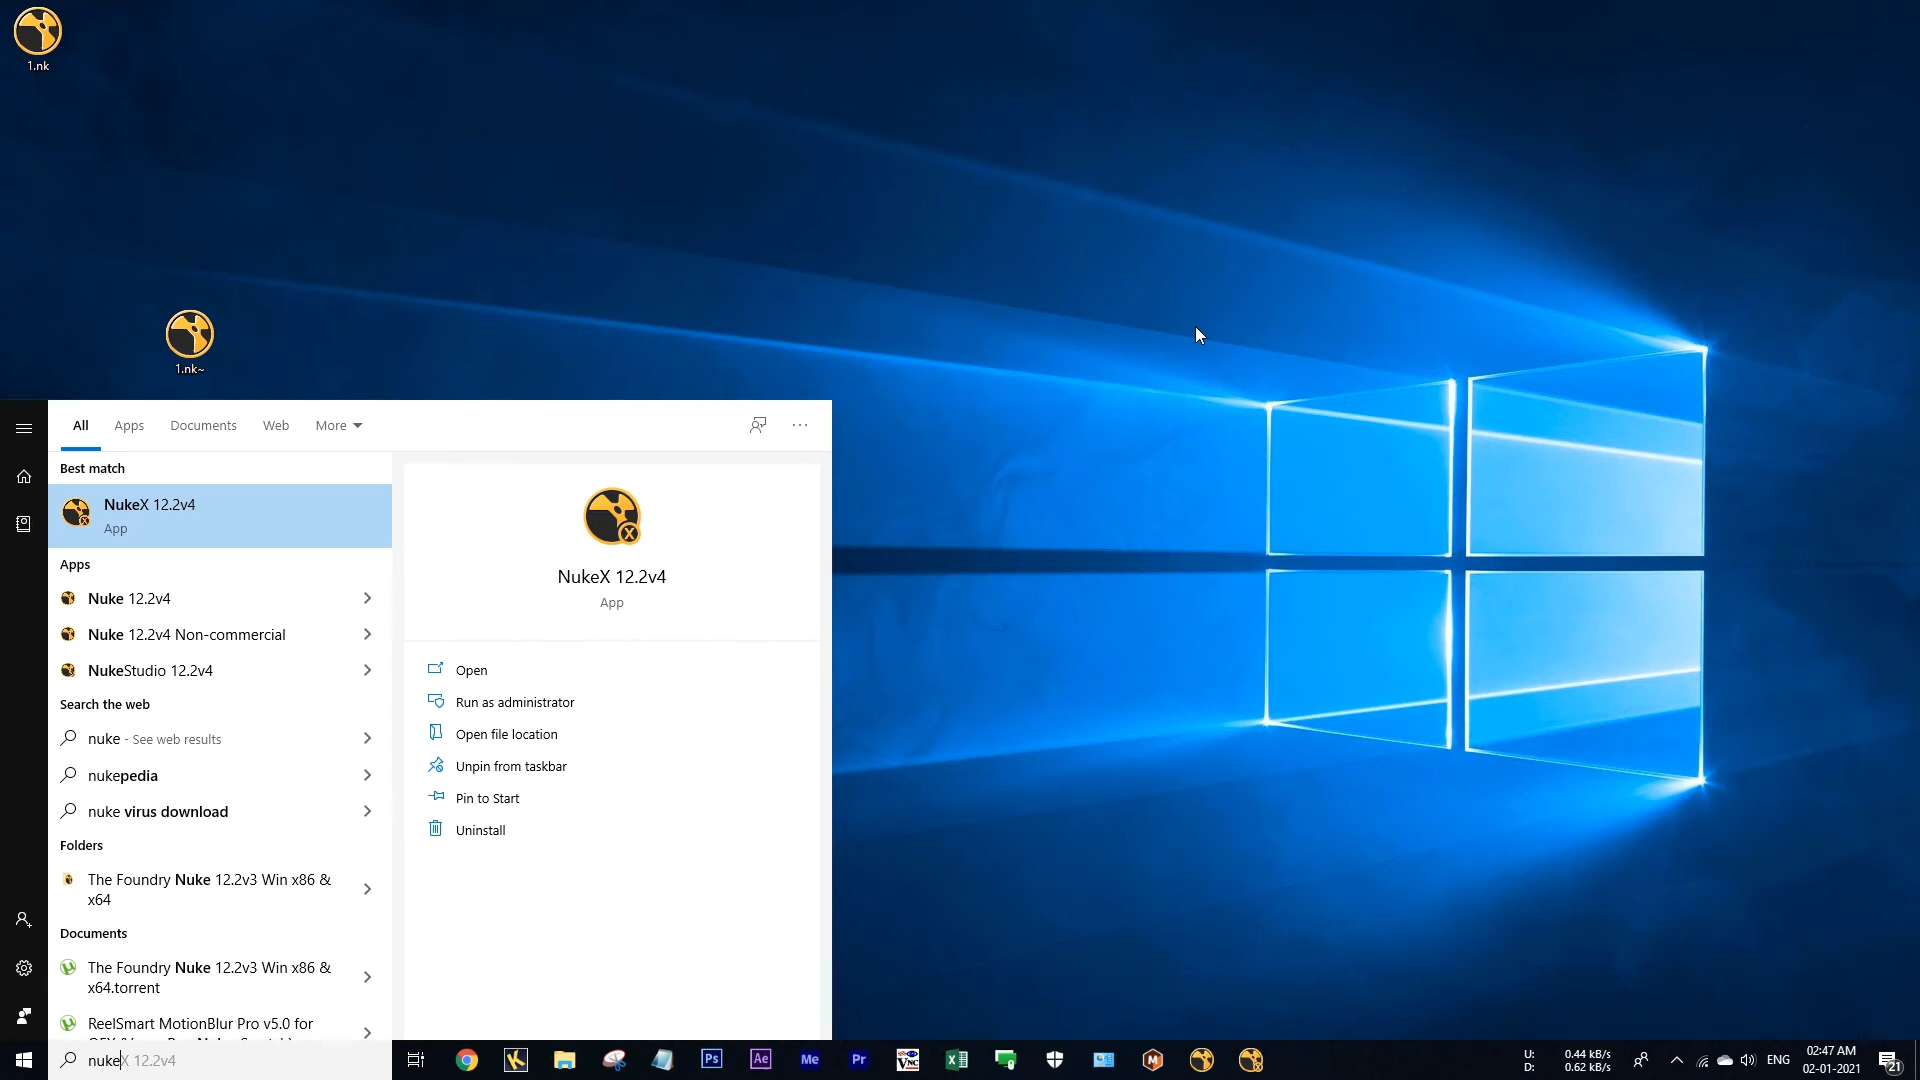 1.nk
1.nk~
All
Apps
Documents
Web
More
Best match
NukeX 12.2v4
App
Apps
Nuke 12.2v4
Nuke 12.2v4 Non-commercial
NukeStudio 12.2v4
Search the web
nuke - See web results
nukepedia
nuke virus download
Folders
The Foundry Nuke 12.2v3 Win x86 &
x64
Documents
The Foundry Nuke 12.2v3 Win x86 &
x64.torrent
ReelSmart MotionBlur Pro v5.0 for
NukeX 12.2v4
App
Open
Run as administrator
Open file location
Unpin from taskbar
Pin to Start
Uninstall
nukeX 12.2v4
Ps
Ae
Me
Pr
VNC
U: 0.44 kB/s
D: 0.62 kB/s
ENG
02:47 AM
02-01-2021
21